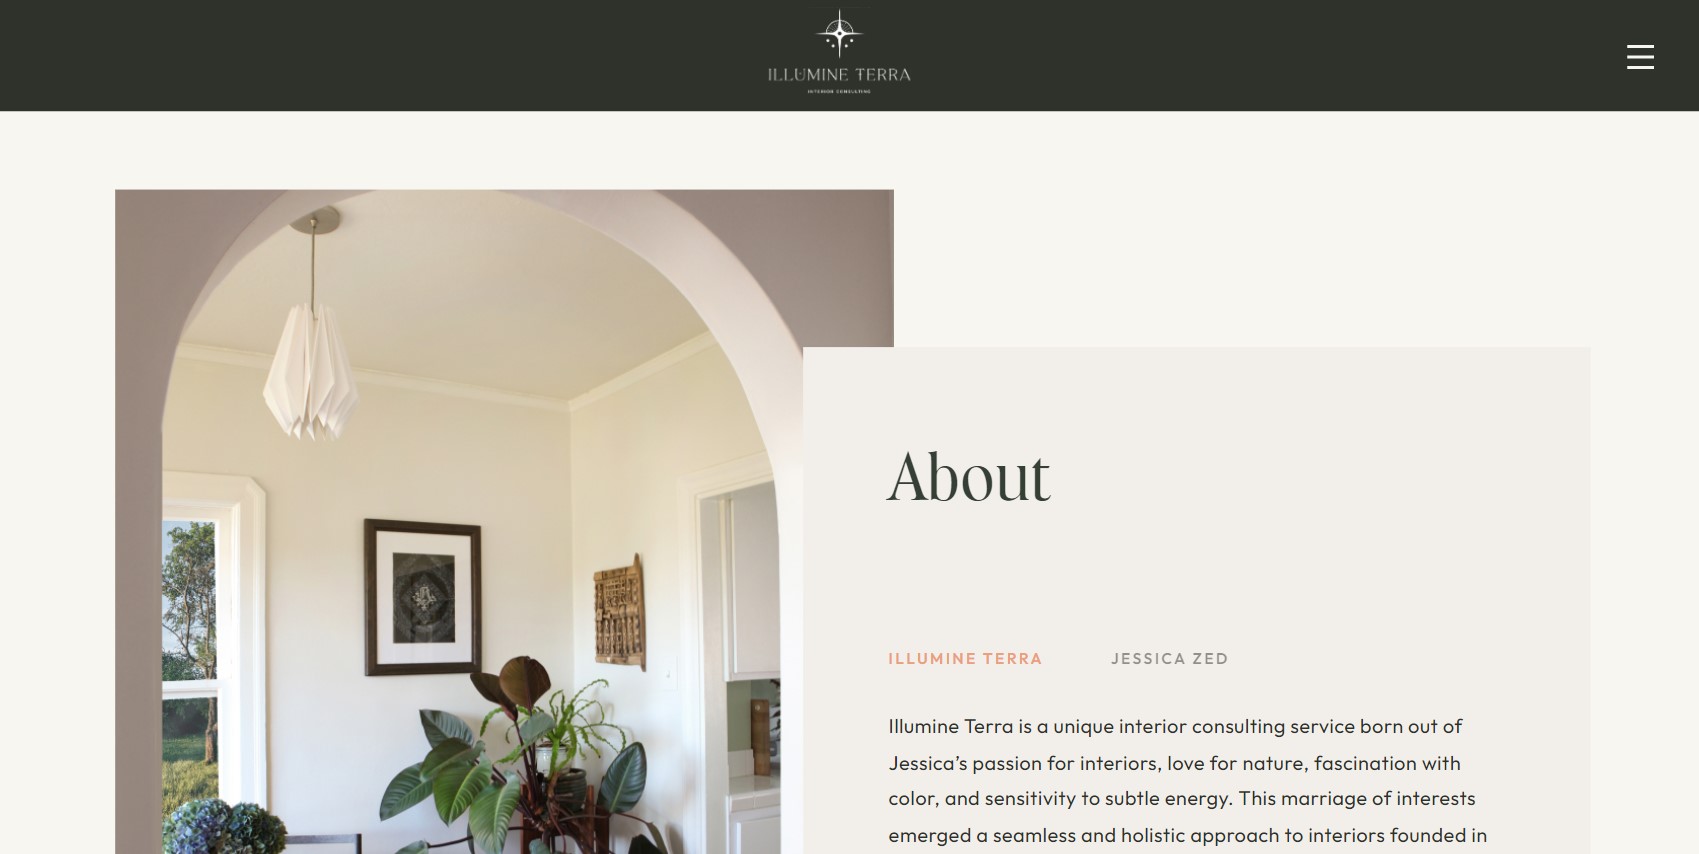 ILLUMINE TERRA
INTERIOR CONSULTING
About
ILLUMINE TERRA
JESSICA ZED
Illumine Terra is a unique interior consulting service born out of
Jessica’s passion for interiors, love for nature, fascination with
color, and sensitivity to subtle energy. This marriage of interests
emerged a seamless and holistic approach to interiors founded in